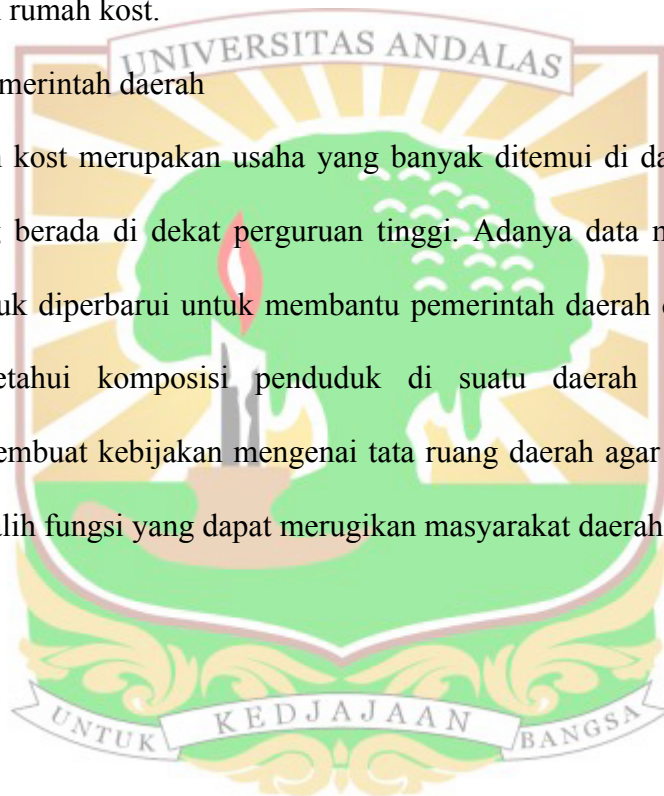 rumah kost.
UNIVERSITAS ANDALAS
merintah daerah
kost merupakan usaha yang banyak ditemui di da
berada di dekat perguruan tinggi. Adanya data
uk diperbarui untuk membantu pemerintah daerah
etahui komposisi penduduk di suatu daerah
embuat kebijakan mengenai tata ruang daerah agar
alih fungsi yang dapat merugikan masyarakat daerah
UNTUK KEDJAJAAN BANGSA